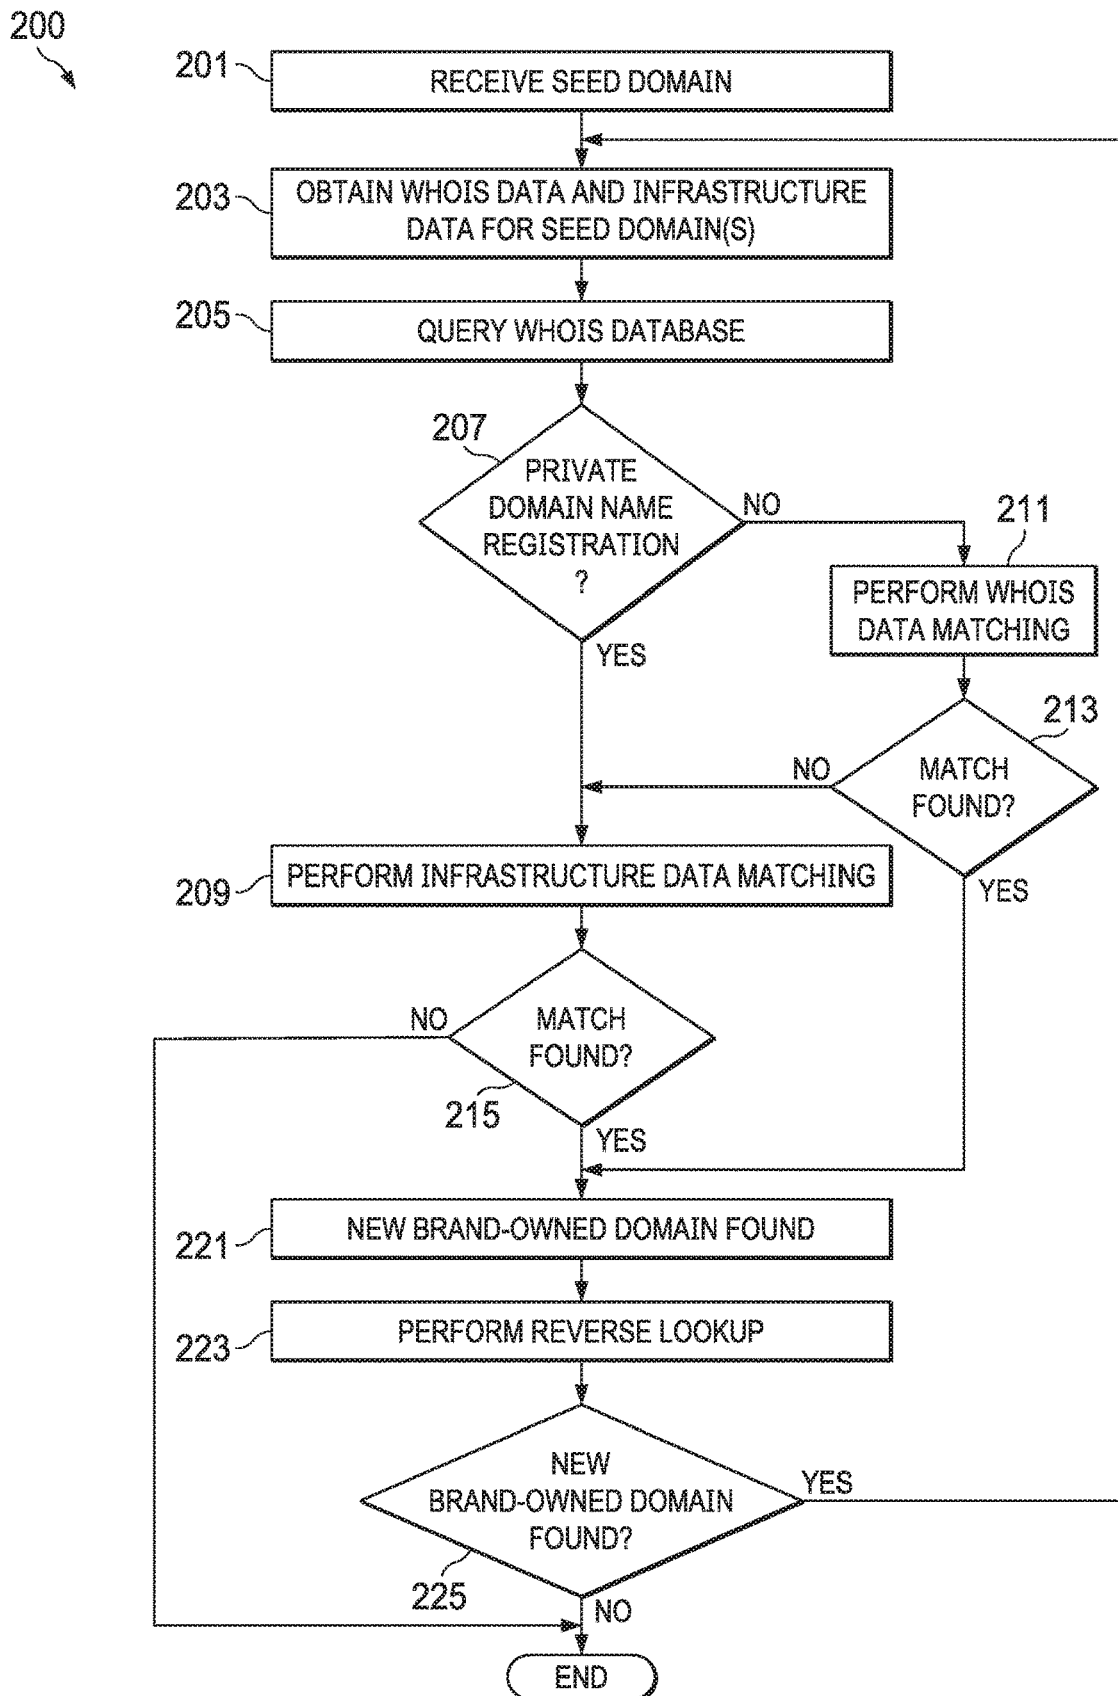 200
201
RECEIVE SEED DOMAIN
203
OBTAIN WHOIS DATA AND INFRASTRUCTURE
DATA FOR SEED DOMAIN(S)
205
QUERY WHOIS DATABASE
207
PRIVATE
DOMAIN NAME
REGISTRATION
?
NO
YES
211
PERFORM WHOIS
DATA MATCHING
213
MATCH
FOUND?
NO
YES
209
PERFORM INFRASTRUCTURE DATA MATCHING
NO
MATCH
FOUND?
215
YES
221
NEW BRAND-OWNED DOMAIN FOUND
223
PERFORM REVERSE LOOKUP
NEW
BRAND-OWNED DOMAIN
FOUND?
YES
225
NO
END